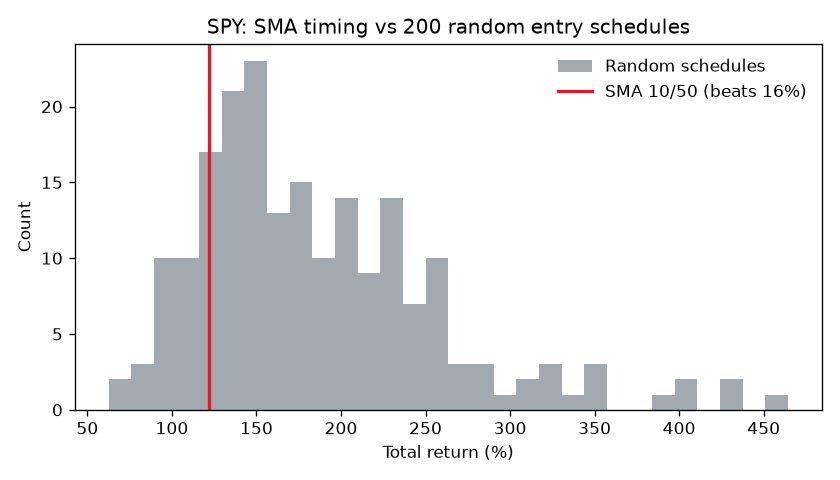 SPY: SMA timing vs 200 random entry schedules
Random schedules
SMA 10/50 (beats 16%)
Count
20
15
10
5
0
50 100 150 200 250 300 350 400 450
Total return (%)